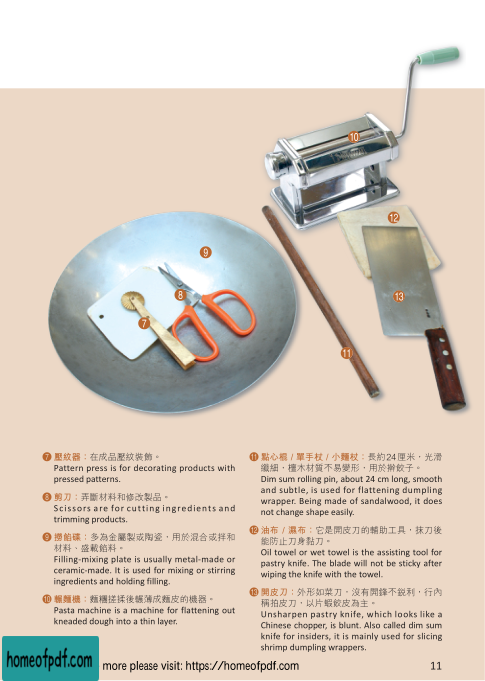 10
12
9
8
13
7
11
7 壓紋器：在成品壓紋裝飾。
Pattern press is for decorating products with
pressed patterns.
8 剪刀：弄斷材料和修改製品。
Scissors are for cutting ingredients and
trimming products.
9 撈餡碟：多為金屬製或陶瓷，用於混合或拌和
材料、盛載餡料。
Filling-mixing plate is usually metal-made or
ceramic-made. It is used for mixing or stirring
ingredients and holding filling.
10 輾麵機：麵糰搓揉後輾薄成麵皮的機器。
Pasta machine is a machine for flattening out
kneaded dough into a thin layer.
11 點心棍 / 單手杖 / 小麵杖：長約24厘米，光滑
纖細，檀木材質不易變形，用於擀餃子。
Dim sum rolling pin, about 24 cm long, smooth
and subtle, is used for flattening dumpling
wrapper. Being made of sandalwood, it does
not change shape easily.
12 油布 / 濕布：它是開皮刀的輔助工具，抹刀後
能防止刀身黏刀。
Oil towel or wet towel is the assisting tool for
pastry knife. The blade will not be sticky after
wiping the knife with the towel.
13 開皮刀：外形如菜刀，沒有開鋒不銳利，行內
稱拍皮刀，以片蝦餃皮為主。
Unsharpen pastry knife, which looks like a
Chinese chopper, is blunt. Also called dim sum
knife for insiders, it is mainly used for slicing
shrimp dumpling wrappers.
homeofpdf.com
more please visit: https://homeofpdf.com
11